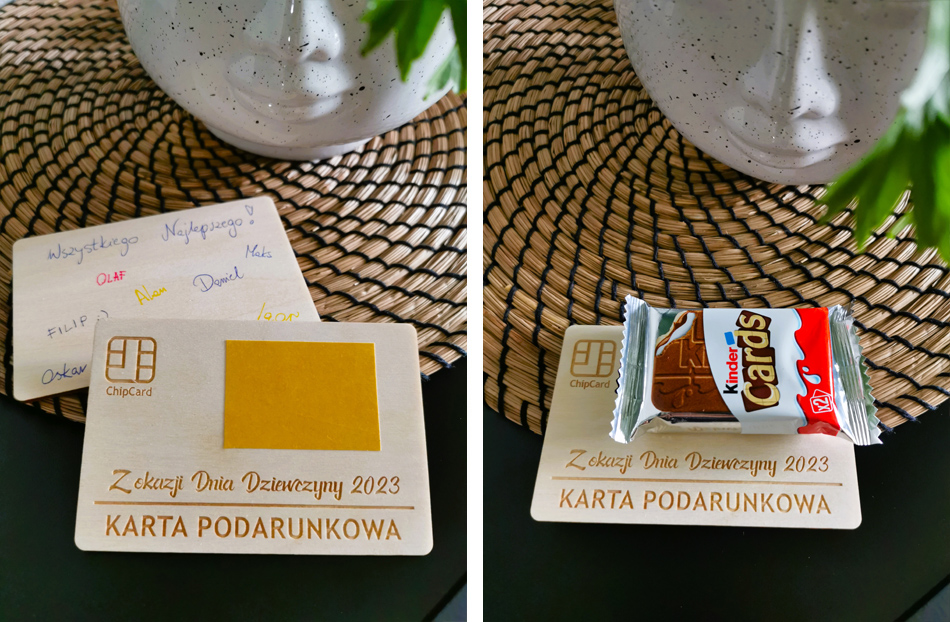 Wszystkiego Najlepszego!
Maks
OLAF
Daniel
Alan
FILIP :)
Oskar
ChipCard
Z okazji Dnia Dziewczyny 2023
KARTA PODARUNKOWA
ChipCard
Kinder
Cards
x2
Z okazji Dnia Dziewczyny 2023
KARTA PODARUNKOWA